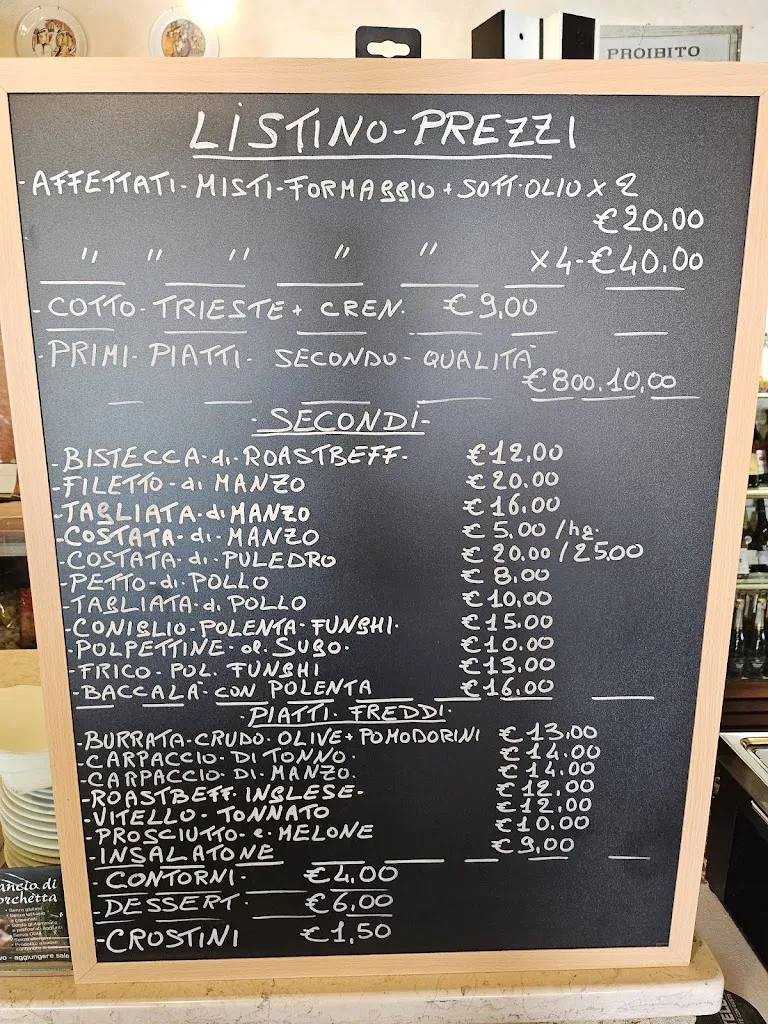 PROIBITO
LISTINO-PREZZI
-AFFETTATI-MISTI-FORMAGGIO + SOTT-OLIO x 2
€20,00
" " " " " x4-€40,00
-COTTO-TRIESTE+ CREN. €9,00
-PRIMI-PIATTI- SECONDO-QUALITÀ
€800.10,00
-SECONDI-
-BISTECCA-di-ROASTBEFF- €12,00
-FILETTO-di MANZO €20.00
-TAGLIATA-di MANZO €16.00
-COSTATA-di-MANZO €5.00/hg.
-COSTATA-di-PULEDRO €20.00/25.00
-PETTO-di POLLO €8,00
-TAGLIATA-di POLLO €10,00
-CONIGLIO-POLENTA-FUNGHI- €15.00
-POLPETTINE-al SUGO- €10.00
-FRICO-POL. FUNGHI €13,00
-BACCALÀ-CON POLENTA €16,00
-PIATTI-FREDDI-
-BURRATA-CRUDO-OLIVE+POMODORINI €13,00
-CARPACCIO-DI TONNO- €14.00
-CARPACCIO-DI-MANZO. €14.00
-ROASTBEFF-INGLESE- €12,00
-VITELLO-TONNATO €12.00
-PROSCIUTTO-e-MELONE €10,00
-INSALATONE €9,00
-CONTORNI- €4,00
-DESSERT- €6,00
-CROSTINI €1,50